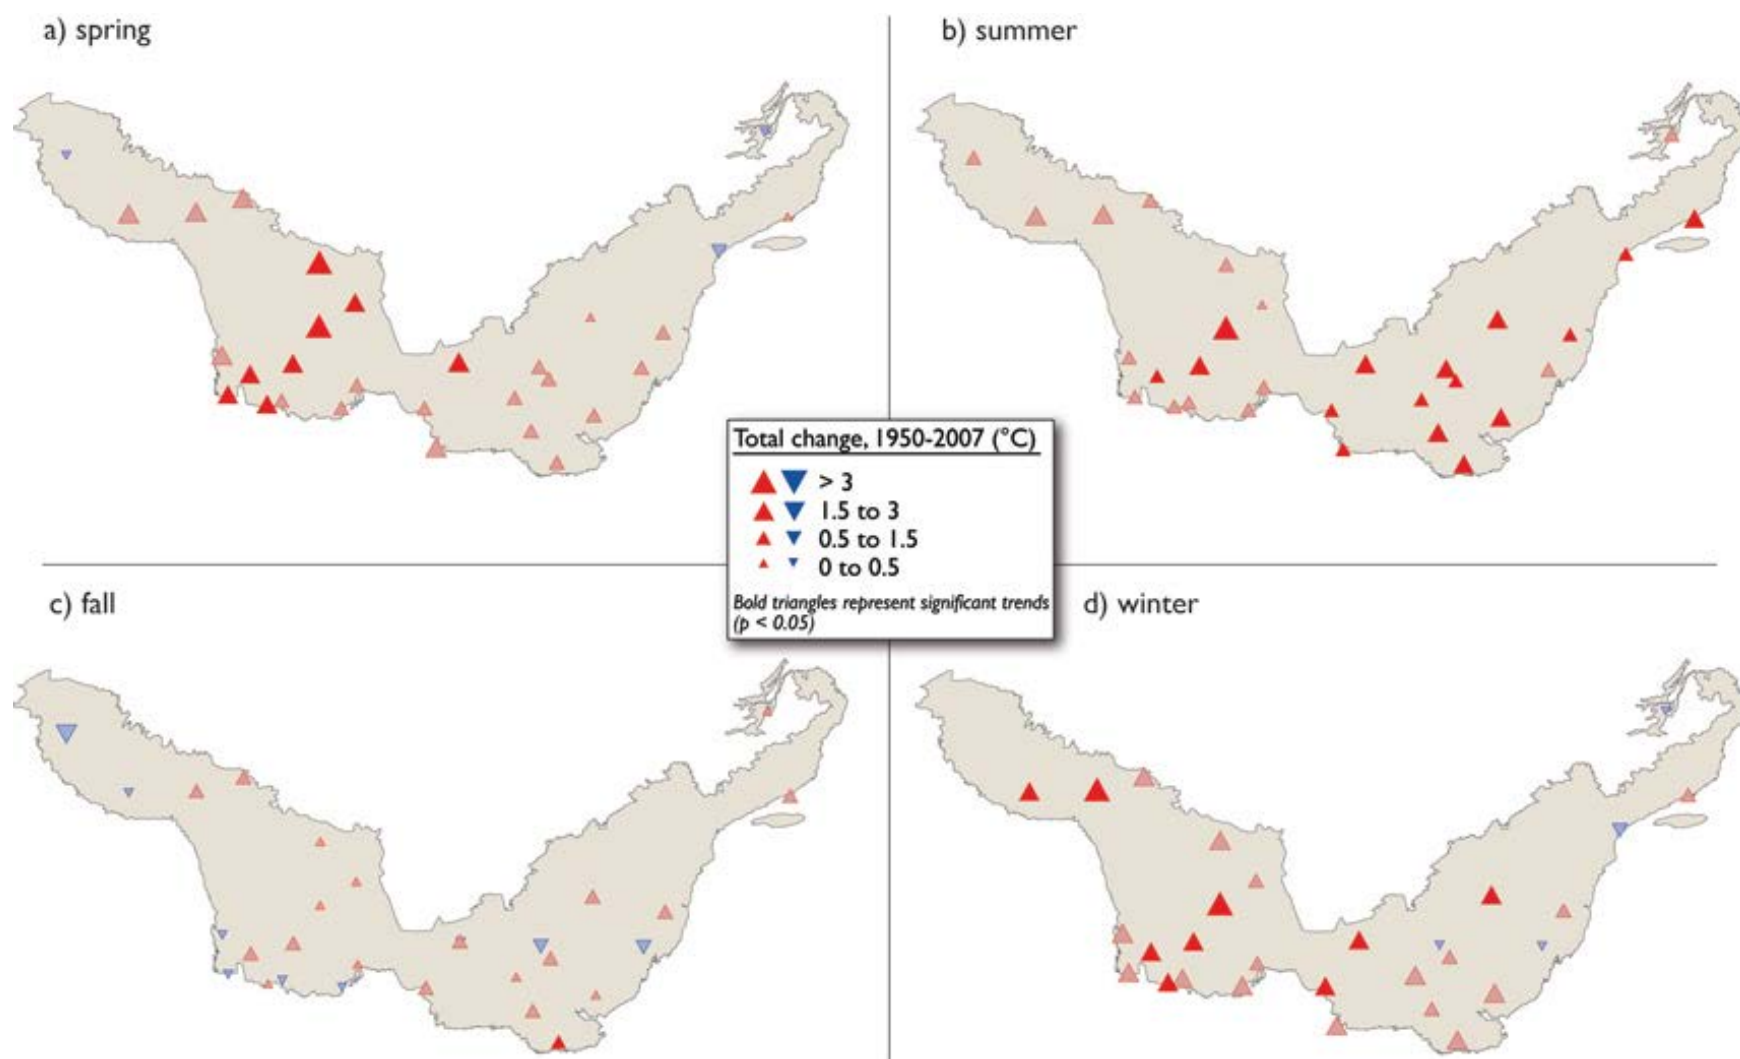 a) spring
b) summer
Total change, 1950-2007 (°C)
> 3
1.5 to 3
0.5 to 1.5
0 to 0.5
Bold triangles represent significant trends
(p < 0.05)
c) fall
d) winter